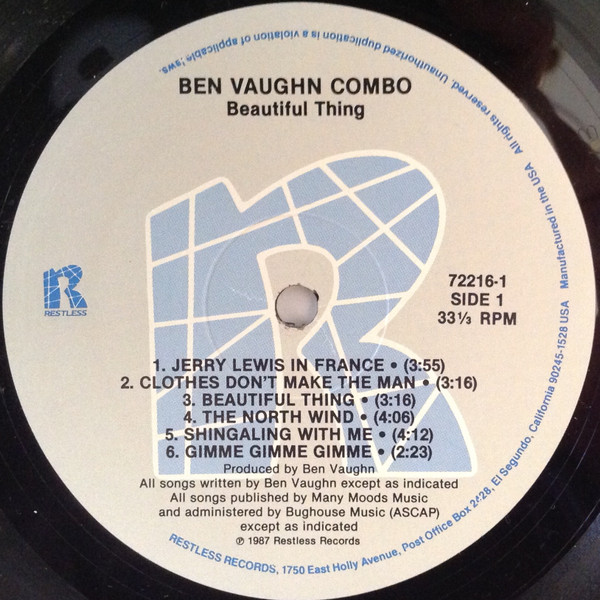 BEN VAUGHN COMBO
Beautiful Thing
RESTLESS
72216-1
SIDE 1
33⅓ RPM
1. JERRY LEWIS IN FRANCE • (3:55)
2. CLOTHES DON'T MAKE THE MAN • (3:16)
3. BEAUTIFUL THING • (3:16)
4. THE NORTH WIND • (4:06)
5. SHINGALING WITH ME • (4:12)
6. GIMME GIMME GIMME • (2:23)
Produced by Ben Vaughn
All songs written by Ben Vaughn except as indicated
All songs published by Many Moods Music
and administered by Bughouse Music (ASCAP)
except as indicated
℗ 1987 Restless Records
RESTLESS RECORDS, 1750 East Holly Avenue, Post Office Box 2428, El Segundo, California 90245-1528 USA Manufactured in the USA All rights reserved. Unauthorized duplication is a violation of applicable laws.